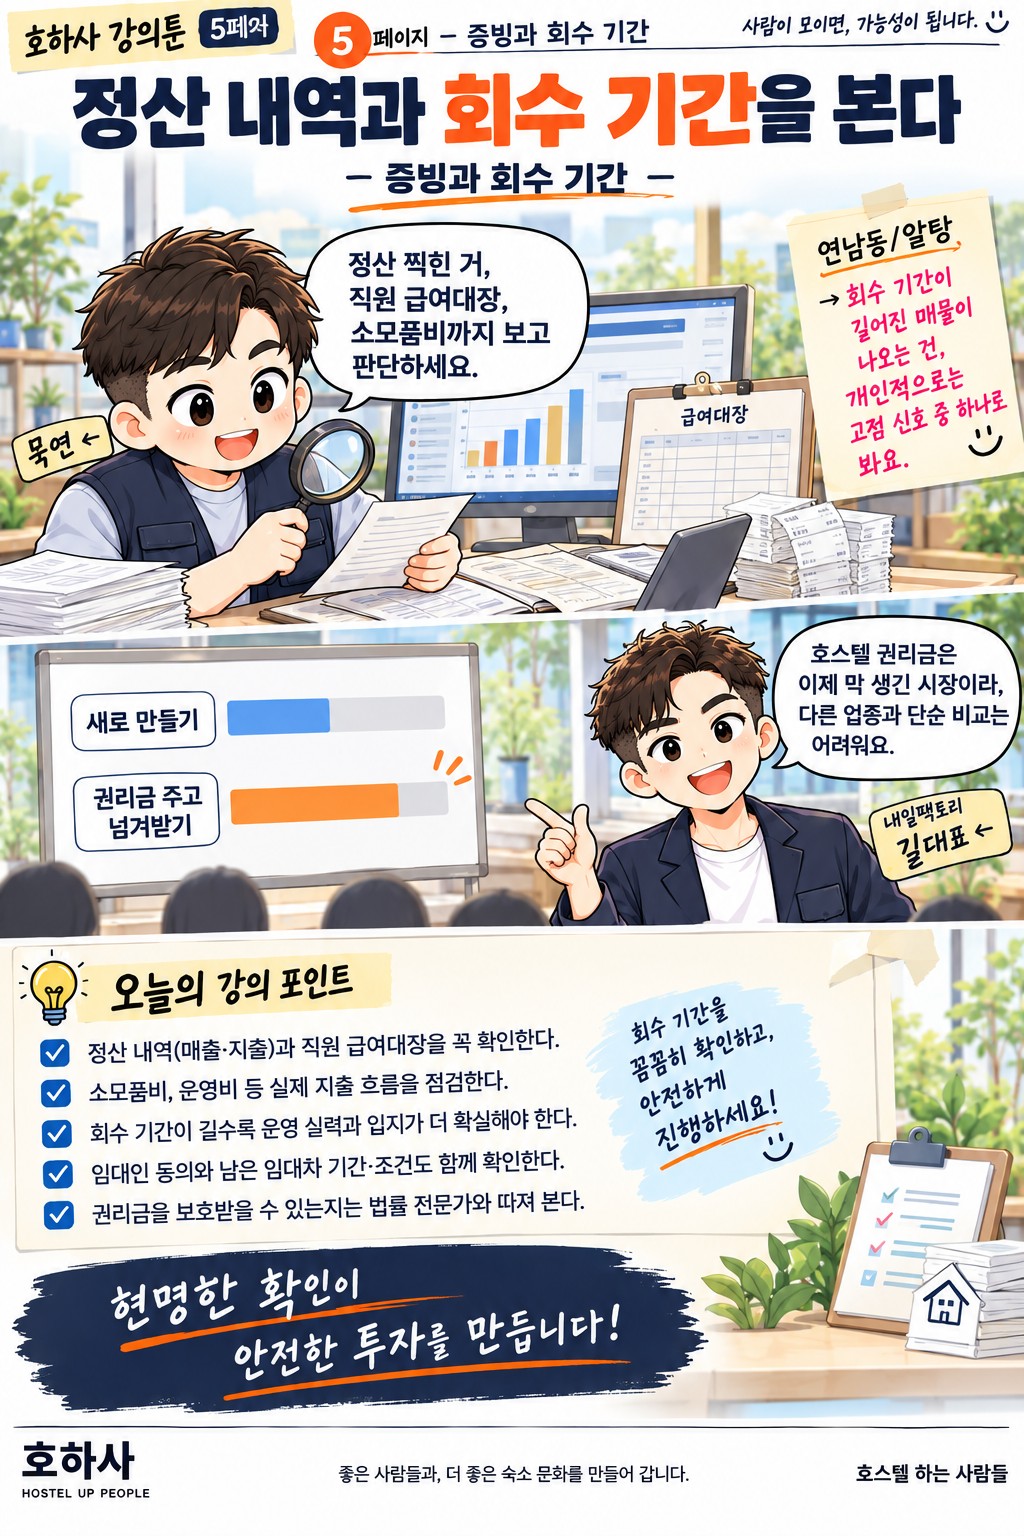 호하사 강의툰
5페자
5페이지 – 증빙과 회수 기간
사람이 모이면, 가능성이 됩니다.
정산 내역과 회수 기간을 본다
– 증빙과 회수 기간 –
정산 찍힌 거,
직원 급여대장,
소모품비까지 보고
판단하세요.
묵연 ←
급여대장
연남동/알탕
→ 회수 기간이
길어진 매물이
나오는 건,
개인적으로는
고점 신호 중 하나로
봐요.
새로 만들기
권리금 주고
넘겨받기
호스텔 권리금은
이제 막 생긴 시장이라,
다른 업종과 단순 비교는
어려워요.
내일팩토리
길대표 ←
오늘의 강의 포인트
정산 내역(매출·지출)과 직원 급여대장을 꼭 확인한다.
소모품비, 운영비 등 실제 지출 흐름을 점검한다.
회수 기간이 길수록 운영 실력과 입지가 더 확실해야 한다.
임대인 동의와 남은 임대차 기간·조건도 함께 확인한다.
권리금을 보호받을 수 있는지는 법률 전문가와 따져 본다.
회수 기간을
꼼꼼히 확인하고,
안전하게
진행하세요!
현명한 확인이
안전한 투자를 만듭니다!
호하사
HOSTEL UP PEOPLE
좋은 사람들과, 더 좋은 숙소 문화를 만들어 갑니다.
호스텔 하는 사람들